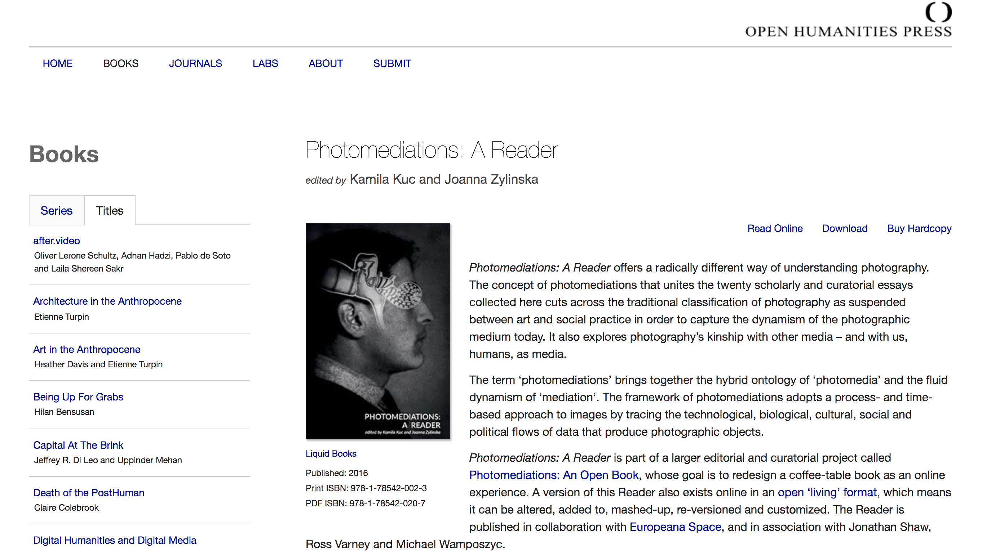 OPEN HUMANITIES PRESS
HOME BOOKS JOURNALS LABS ABOUT SUBMIT
Books
Series Titles
after.video
Oliver Lerone Schultz, Adnan Hadzi, Pablo de Soto
and Laila Shereen Sakr
Architecture in the Anthropocene
Etienne Turpin
Art in the Anthropocene
Heather Davis and Etienne Turpin
Being Up For Grabs
Hilan Bensusan
Capital At The Brink
Jeffrey R. Di Leo and Uppinder Mehan
Death of the PostHuman
Claire Colebrook
Digital Humanities and Digital Media
Photomediations: A Reader
edited by Kamila Kuc and Joanna Zylinska
PHOTOMEDIATIONS:
A READER
edited by Kamila Kuc and Joanna Zylinska
Liquid Books
Published: 2016
Print ISBN: 978-1-78542-002-3
PDF ISBN: 978-1-78542-020-7
Read Online Download Buy Hardcopy
Photomediations: A Reader offers a radically different way of understanding photography.
The concept of photomediations that unites the twenty scholarly and curatorial essays
collected here cuts across the traditional classification of photography as suspended
between art and social practice in order to capture the dynamism of the photographic
medium today. It also explores photography’s kinship with other media – and with us,
humans, as media.
The term ‘photomediations’ brings together the hybrid ontology of ‘photomedia’ and the fluid
dynamism of ‘mediation’. The framework of photomediations adopts a process- and time-
based approach to images by tracing the technological, biological, cultural, social and
political flows of data that produce photographic objects.
Photomediations: A Reader is part of a larger editorial and curatorial project called
Photomediations: An Open Book, whose goal is to redesign a coffee-table book as an online
experience. A version of this Reader also exists online in an open ‘living’ format, which means
it can be altered, added to, mashed-up, re-versioned and customized. The Reader is
published in collaboration with Europeana Space, and in association with Jonathan Shaw,
Ross Varney and Michael Wamposzyc.